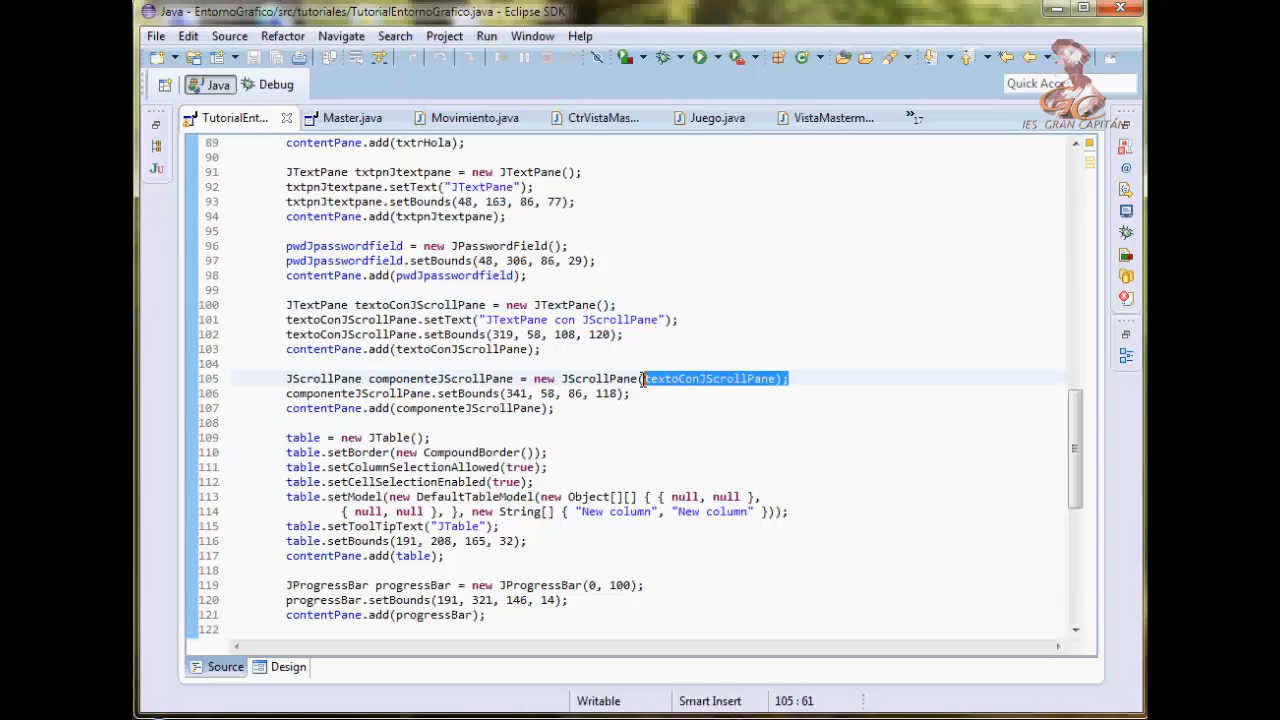 Java - EntornoGrafico/src/tutoriales/TutorialEntornoGrafico.java - Eclipse SDK
File Edit Source Refactor Navigate Search Project Run Window Help
Java Debug Quick Acc
TutorialEnt... Master.java Movimiento.java CtrVistaMas... Juego.java VistaMasterm... »17
IES GRAN CAPITÁN
89 contentPane.add(txtrHola);
90
91 JTextPane txtpnJtextpane = new JTextPane();
92 txtpnJtextpane.setText("JTextPane");
93 txtpnJtextpane.setBounds(48, 163, 86, 77);
94 contentPane.add(txtpnJtextpane);
95
96 pwdJpasswordfield = new JPasswordField();
97 pwdJpasswordfield.setBounds(48, 306, 86, 29);
98 contentPane.add(pwdJpasswordfield);
99
100 JTextPane textoConJScrollPane = new JTextPane();
101 textoConJScrollPane.setText("JTextPane con JScrollPane");
102 textoConJScrollPane.setBounds(319, 58, 108, 120);
103 contentPane.add(textoConJScrollPane);
104
105 JScrollPane componenteJScrollPane = new JScrollPane(textoConJScrollPane);
106 componenteJScrollPane.setBounds(341, 58, 86, 118);
107 contentPane.add(componenteJScrollPane);
108
109 table = new JTable();
110 table.setBorder(new CompoundBorder());
111 table.setColumnSelectionAllowed(true);
112 table.setCellSelectionEnabled(true);
113 table.setModel(new DefaultTableModel(new Object[][] { { null, null },
114 { null, null }, }, new String[] { "New column", "New column" }));
115 table.setToolTipText("JTable");
116 table.setBounds(191, 208, 165, 32);
117 contentPane.add(table);
118
119 JProgressBar progressBar = new JProgressBar(0, 100);
120 progressBar.setBounds(191, 321, 146, 14);
121 contentPane.add(progressBar);
122
Source Design
Writable Smart Insert 105 : 61